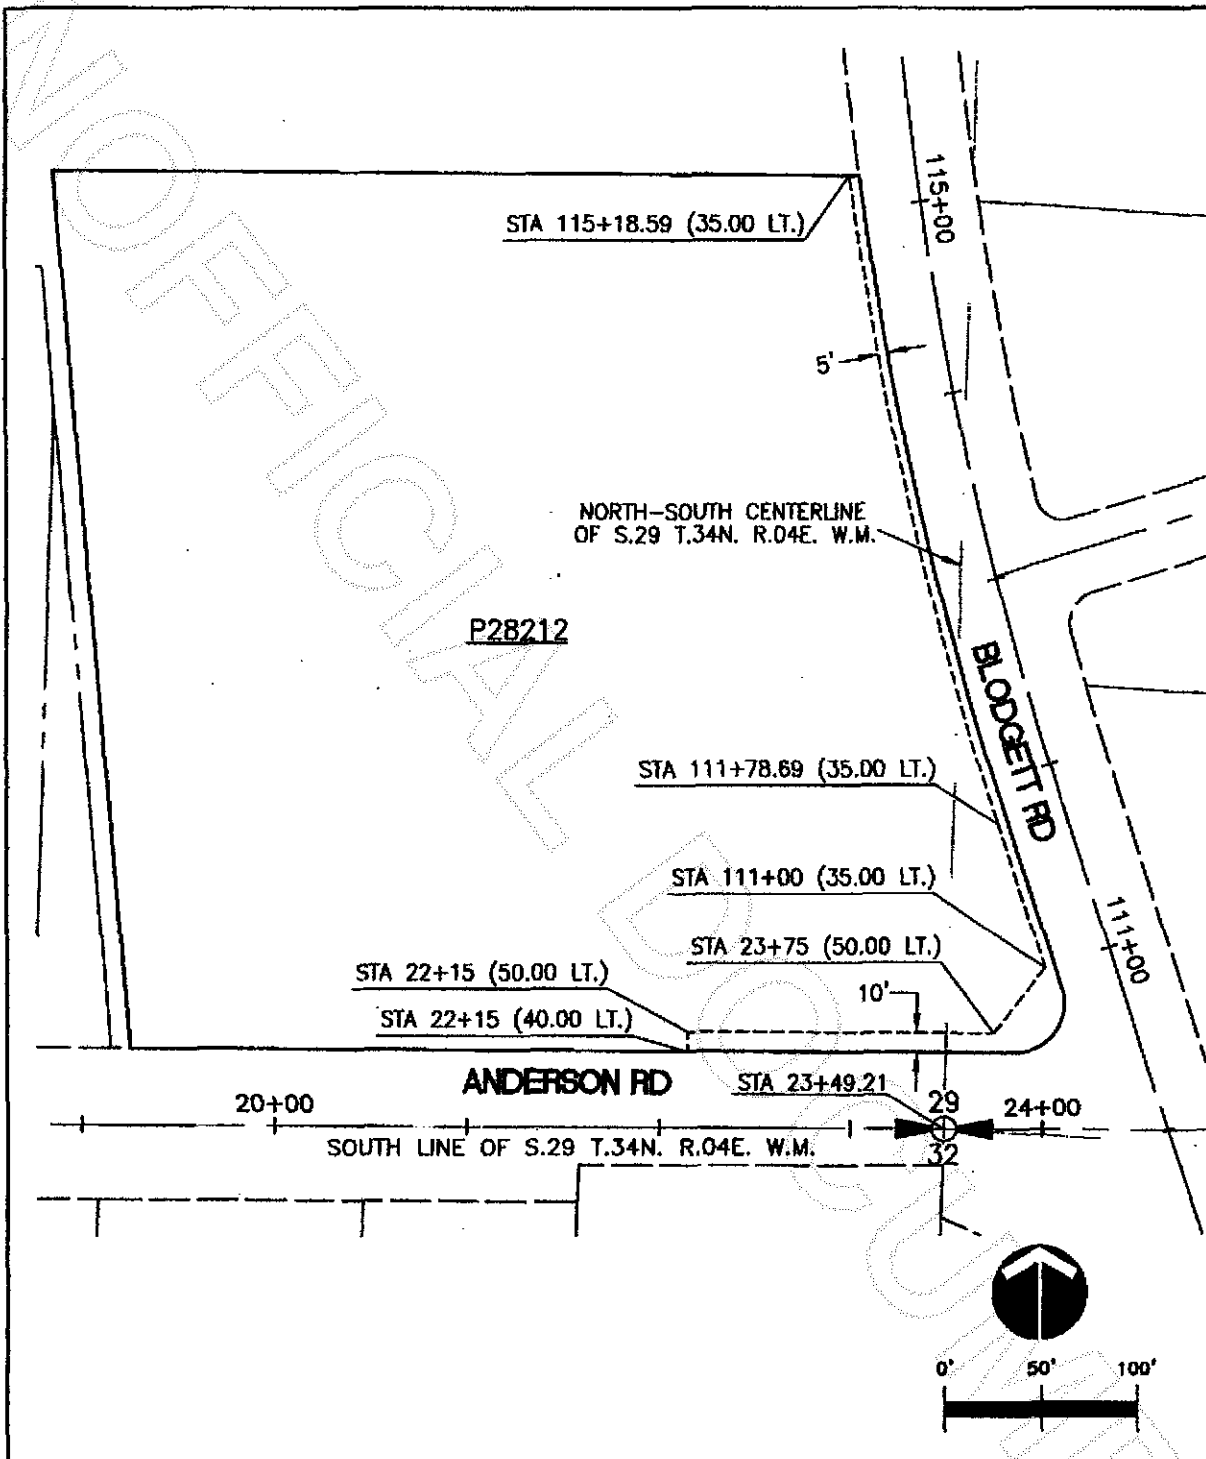 115+00
STA 115+18.59 (35.00 LT.)
5'
NORTH-SOUTH CENTERLINE
OF S.29 T.34N. R.04E. W.M.
P28212
BLODGETT RD
STA 111+78.69 (35.00 LT.)
STA 111+00 (35.00 LT.)
111+00
STA 23+75 (50.00 LT.)
STA 22+15 (50.00 LT.)
10'
STA 22+15 (40.00 LT.)
ANDERSON RD
STA 23+49.21
20+00
29
24+00
SOUTH LINE OF S.29 T.34N. R.04E. W.M.
32
0' 50' 100'
NOFFICIAL DOCUME